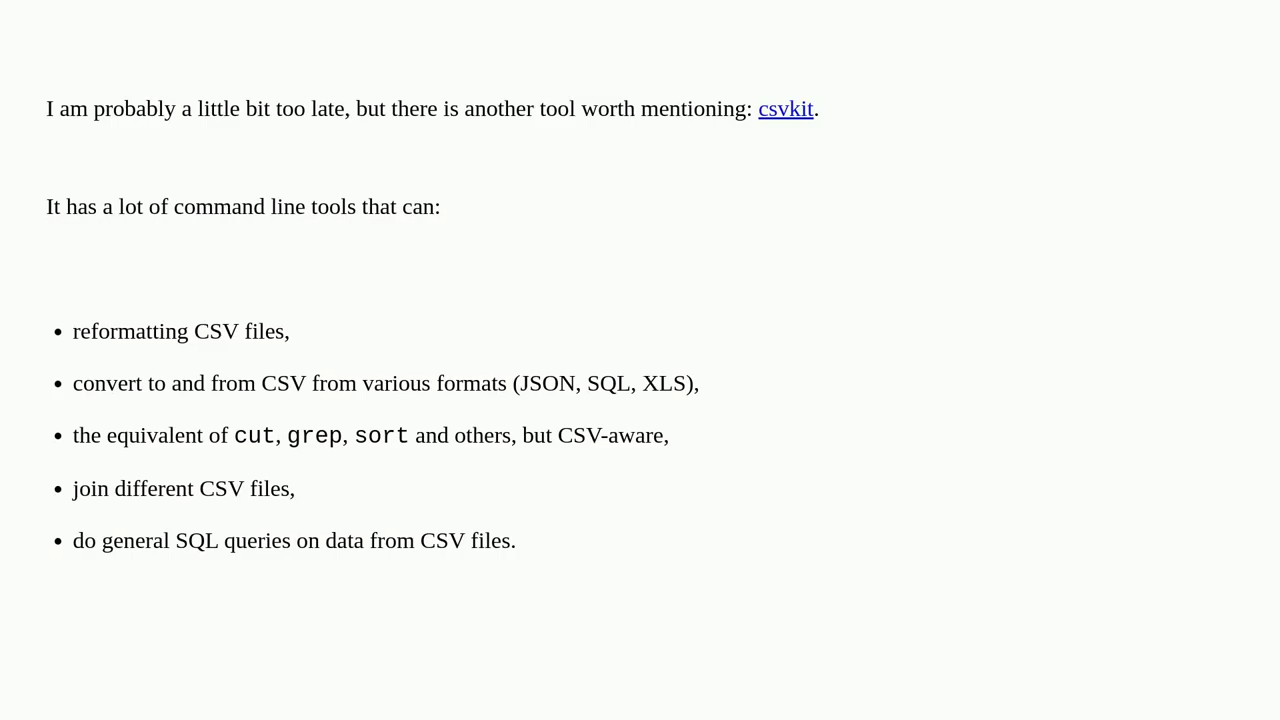 I am probably a little bit too late, but there is another tool worth mentioning: csvkit.
It has a lot of command line tools that can:
• reformatting CSV files,
• convert to and from CSV from various formats (JSON, SQL, XLS),
• the equivalent of cut, grep, sort and others, but CSV-aware,
• join different CSV files,
• do general SQL queries on data from CSV files.